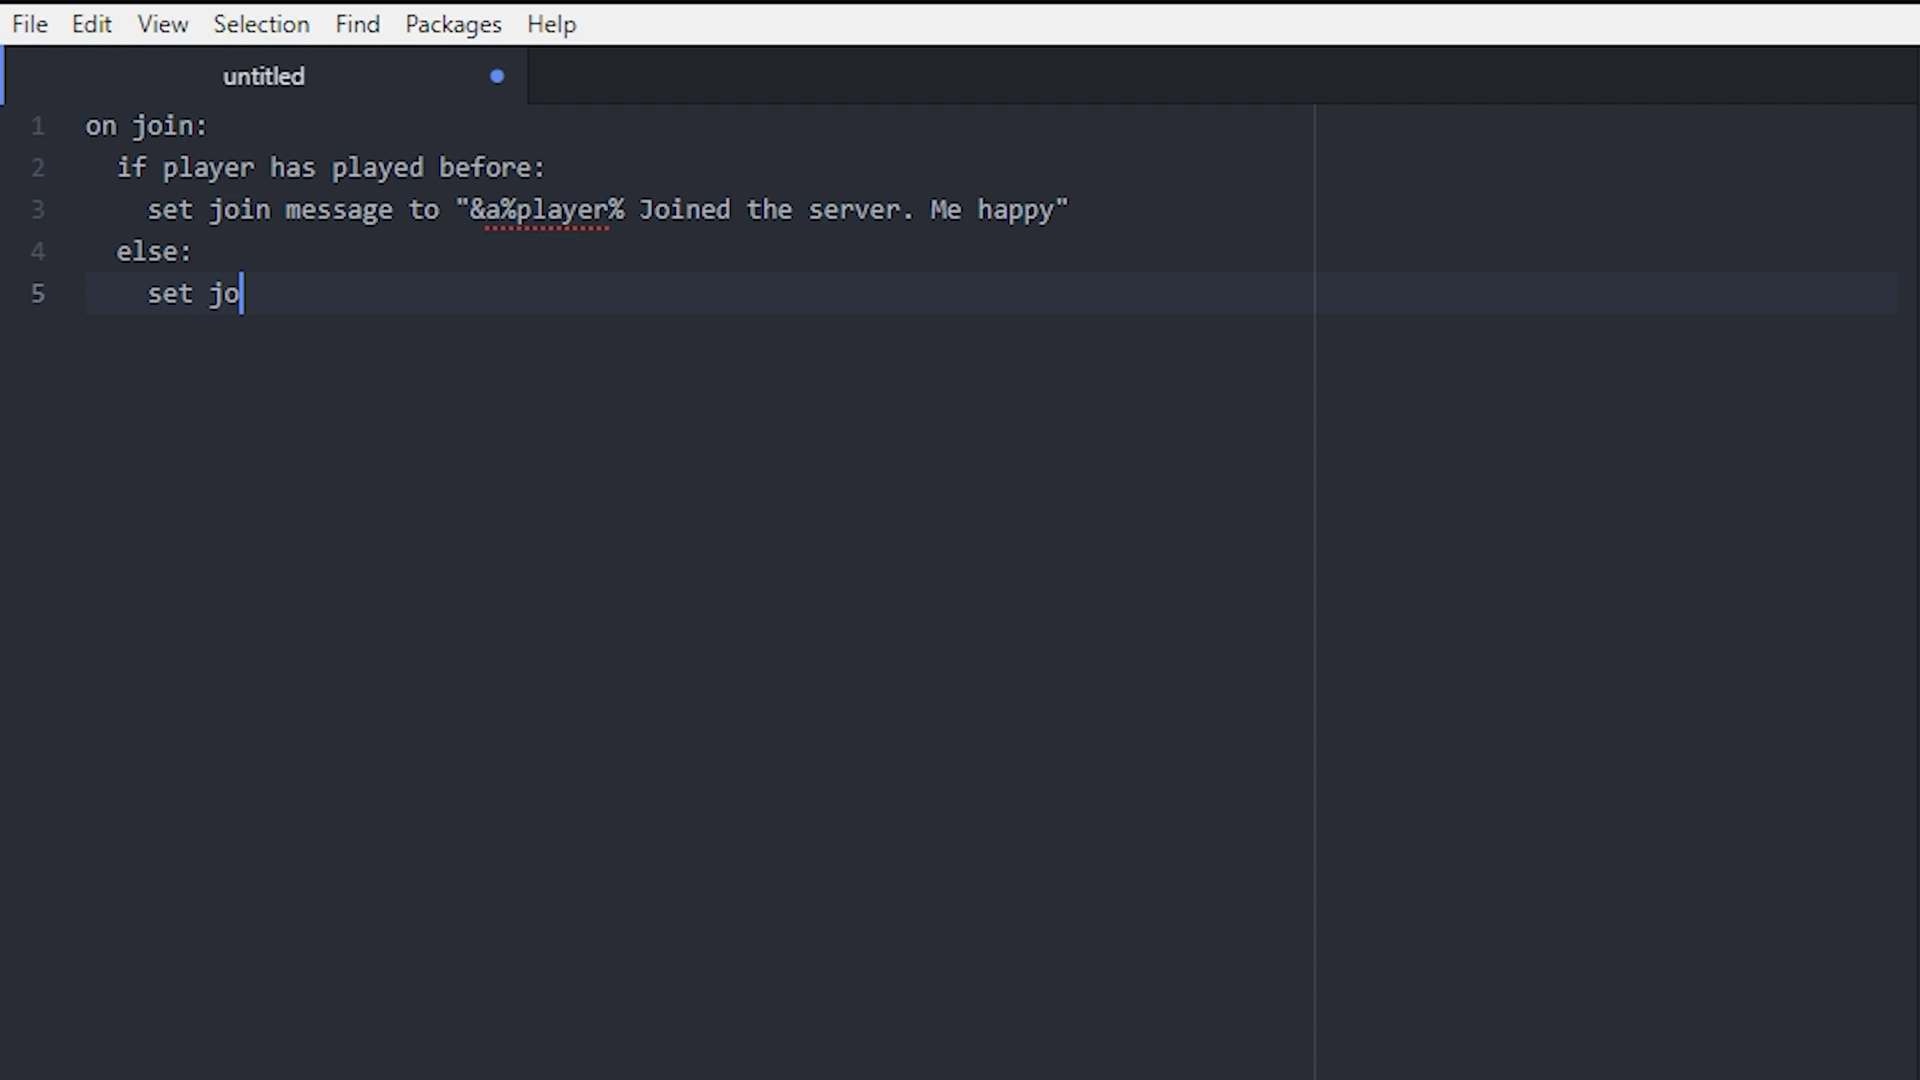 File Edit View Selection Find Packages Help
untitled
1 on join:
2 if player has played before:
3 set join message to "&a%player% Joined the server. Me happy"
4 else:
5 set jo